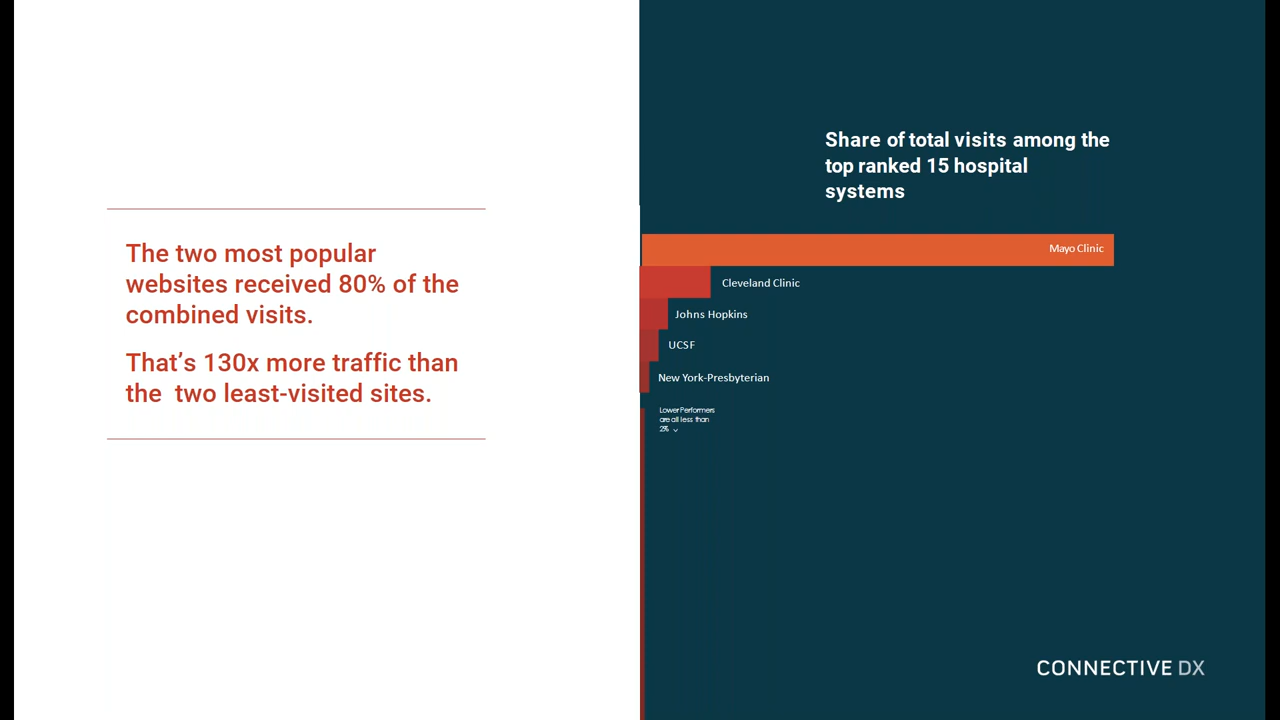 The two most popular
websites received 80% of the
combined visits.
That’s 130x more traffic than
the  two least-visited sites.
Share of total visits among the
top ranked 15 hospital
systems
Mayo Clinic
Cleveland Clinic
Johns Hopkins
UCSF
New York-Presbyterian
Lower Performers
are all less than
2%
CONNECTIVE DX